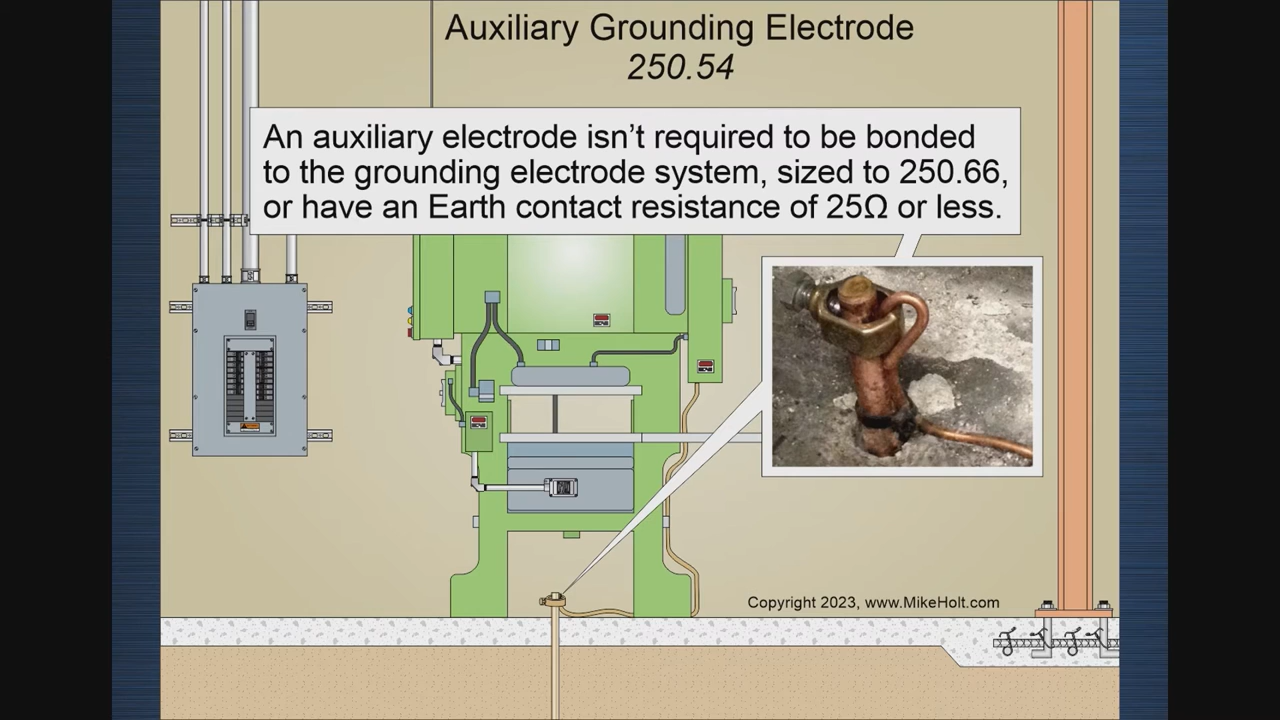 Auxiliary Grounding Electrode
250.54
An auxiliary electrode isn't required to be bonded
to the grounding electrode system, sized to 250.66,
or have an Earth contact resistance of 25Ω or less.
Copyright 2023, www.MikeHolt.com